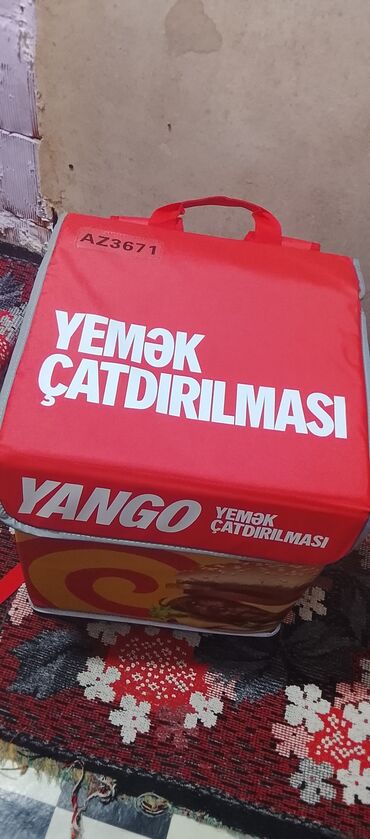 AZ3671
YEMƏK
ÇATDIRILMASI
YANGO YEMƏK
ÇATDIRILMASI